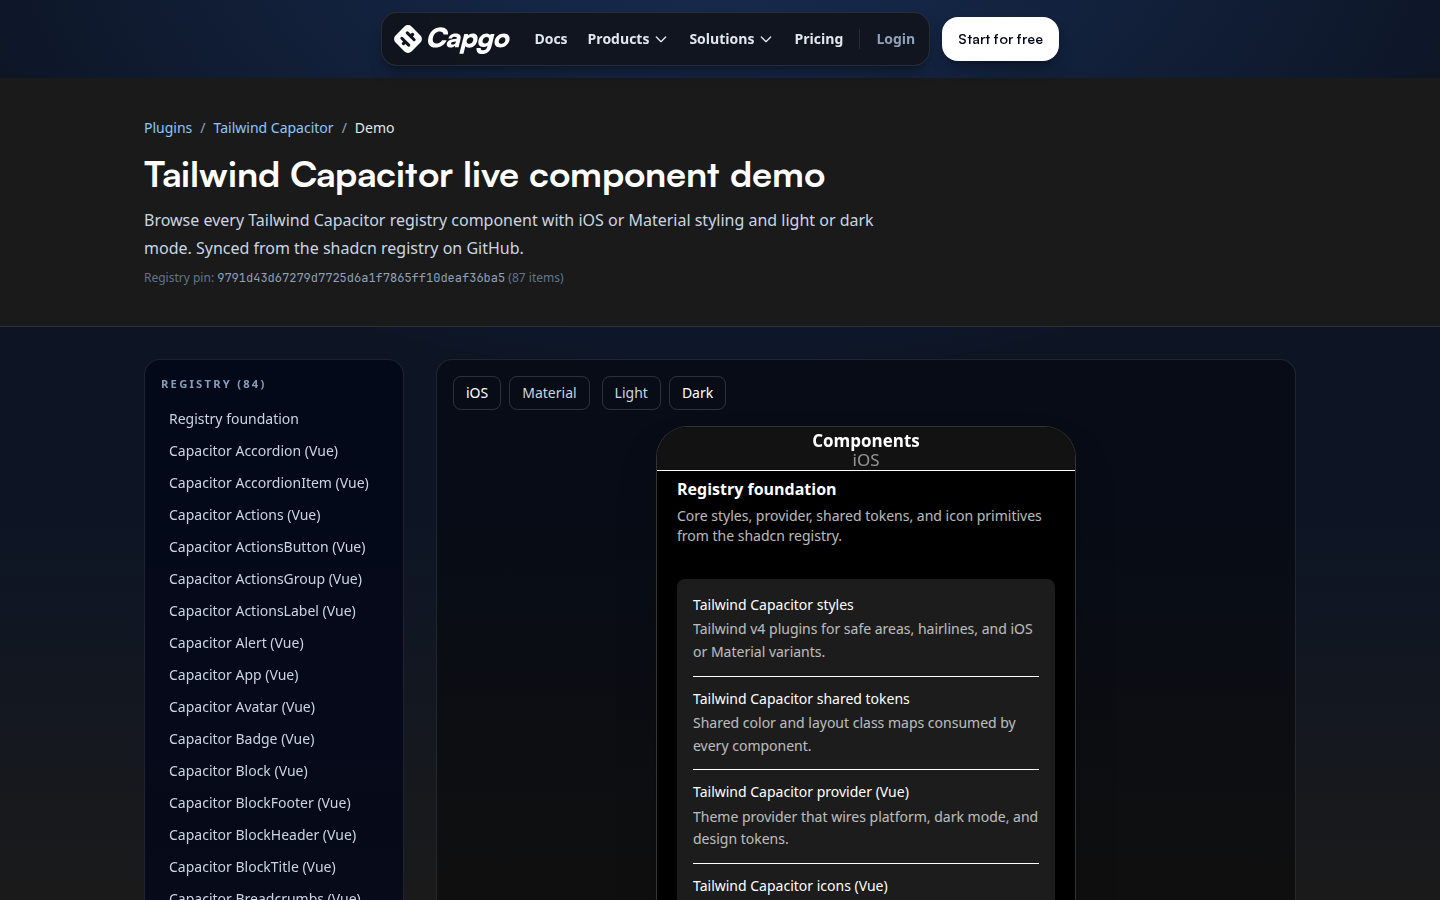 Capgo Docs Products Solutions Pricing Login Start for free
Plugins / Tailwind Capacitor / Demo
Tailwind Capacitor live component demo
Browse every Tailwind Capacitor registry component with iOS or Material styling and light or dark
mode. Synced from the shadcn registry on GitHub.
Registry pin: 9791d43d67279d7725d6a1f7865ff10deaf36ba5 (87 items)
REGISTRY (84)
Registry foundation
Capacitor Accordion (Vue)
Capacitor AccordionItem (Vue)
Capacitor Actions (Vue)
Capacitor ActionsButton (Vue)
Capacitor ActionsGroup (Vue)
Capacitor ActionsLabel (Vue)
Capacitor Alert (Vue)
Capacitor App (Vue)
Capacitor Avatar (Vue)
Capacitor Badge (Vue)
Capacitor Block (Vue)
Capacitor BlockFooter (Vue)
Capacitor BlockHeader (Vue)
Capacitor BlockTitle (Vue)
Capacitor Breadcrumbs (Vue)
iOS Material Light Dark
Components
iOS
Registry foundation
Core styles, provider, shared tokens, and icon primitives
from the shadcn registry.
Tailwind Capacitor styles
Tailwind v4 plugins for safe areas, hairlines, and iOS
or Material variants.
Tailwind Capacitor shared tokens
Shared color and layout class maps consumed by
every component.
Tailwind Capacitor provider (Vue)
Theme provider that wires platform, dark mode, and
design tokens.
Tailwind Capacitor icons (Vue)